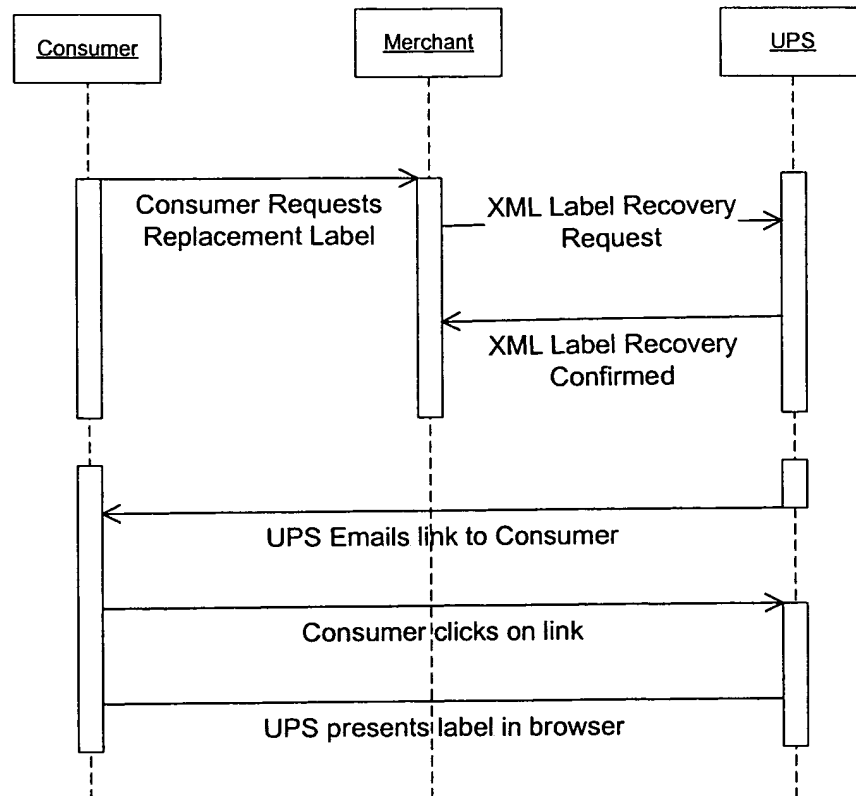 Consumer
Merchant
UPS
Consumer Requests
Replacement Label
XML Label Recovery
Request
XML Label Recovery
Confirmed
UPS Emails link to Consumer
Consumer clicks on link
UPS presents label in browser